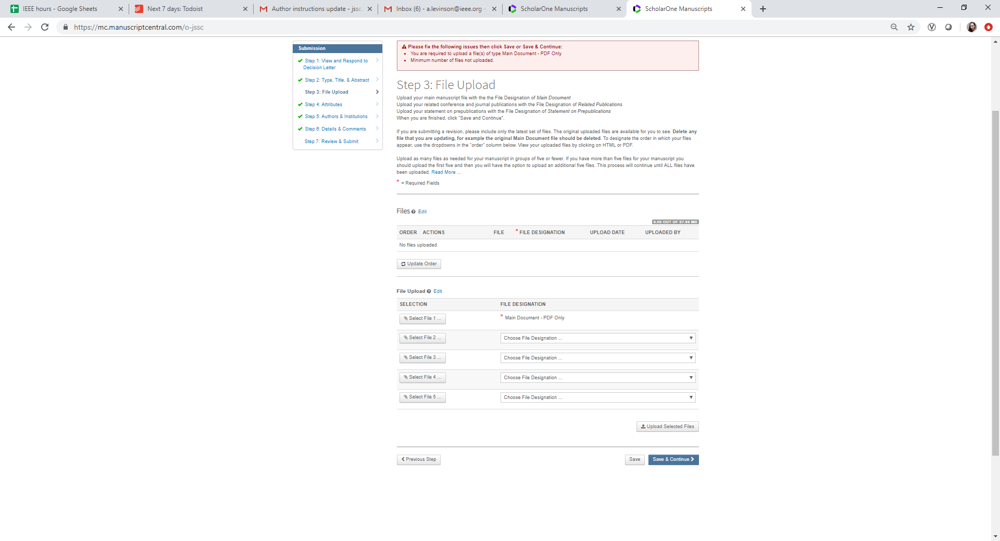 IEEE hours - Google Sheets
Next 7 days: Todoist
Author instructions update - jssc
Inbox (6) - a.levinson@ieee.org -
ScholarOne Manuscripts
ScholarOne Manuscripts
https://mc.manuscriptcentral.com/o-jssc
Submission
Step 1: View and Respond to
Decision Letter
Step 2: Type, Title, & Abstract
Step 3: File Upload
Step 4: Attributes
Step 5: Authors & Institutions
Step 6: Details & Comments
Step 7: Review & Submit
Please fix the following issues then click Save or Save & Continue:
• You are required to upload a file(s) of type Main Document - PDF Only
• Minimum number of files not uploaded.
Step 3: File Upload
Upload your main manuscript file with the the File Designation of Main Document
Upload your related conference and journal publications with the File Designation of Related Publications
Upload your statement on prepublications with the File Designation of Statement on Prepublications
When you are finished, click "Save and Continue".
If you are submitting a revision, please include only the latest set of files. The original uploaded files are available for you to see. Delete any
file that you are updating, for example the original Main Document file should be deleted. To designate the order in which your files
appear, use the dropdowns in the "order" column below. View your uploaded files by clicking on HTML or PDF.
Upload as many files as needed for your manuscript in groups of five or fewer. If you have more than five files for your manuscript you
should upload the first five and then you will have the option to upload an additional five files. This process will continue until ALL files have
been uploaded. Read More ...
* = Required Fields
Files Edit
0.00 OUT OF 97.66 MB
ORDER ACTIONS FILE * FILE DESIGNATION UPLOAD DATE UPLOADED BY
No files uploaded
Update Order
File Upload Edit
SELECTION FILE DESIGNATION
Select File 1 ... * Main Document - PDF Only
Select File 2 ... Choose File Designation ...
Select File 3 ... Choose File Designation ...
Select File 4 ... Choose File Designation ...
Select File 5 ... Choose File Designation ...
Upload Selected Files
Previous Step Save Save & Continue